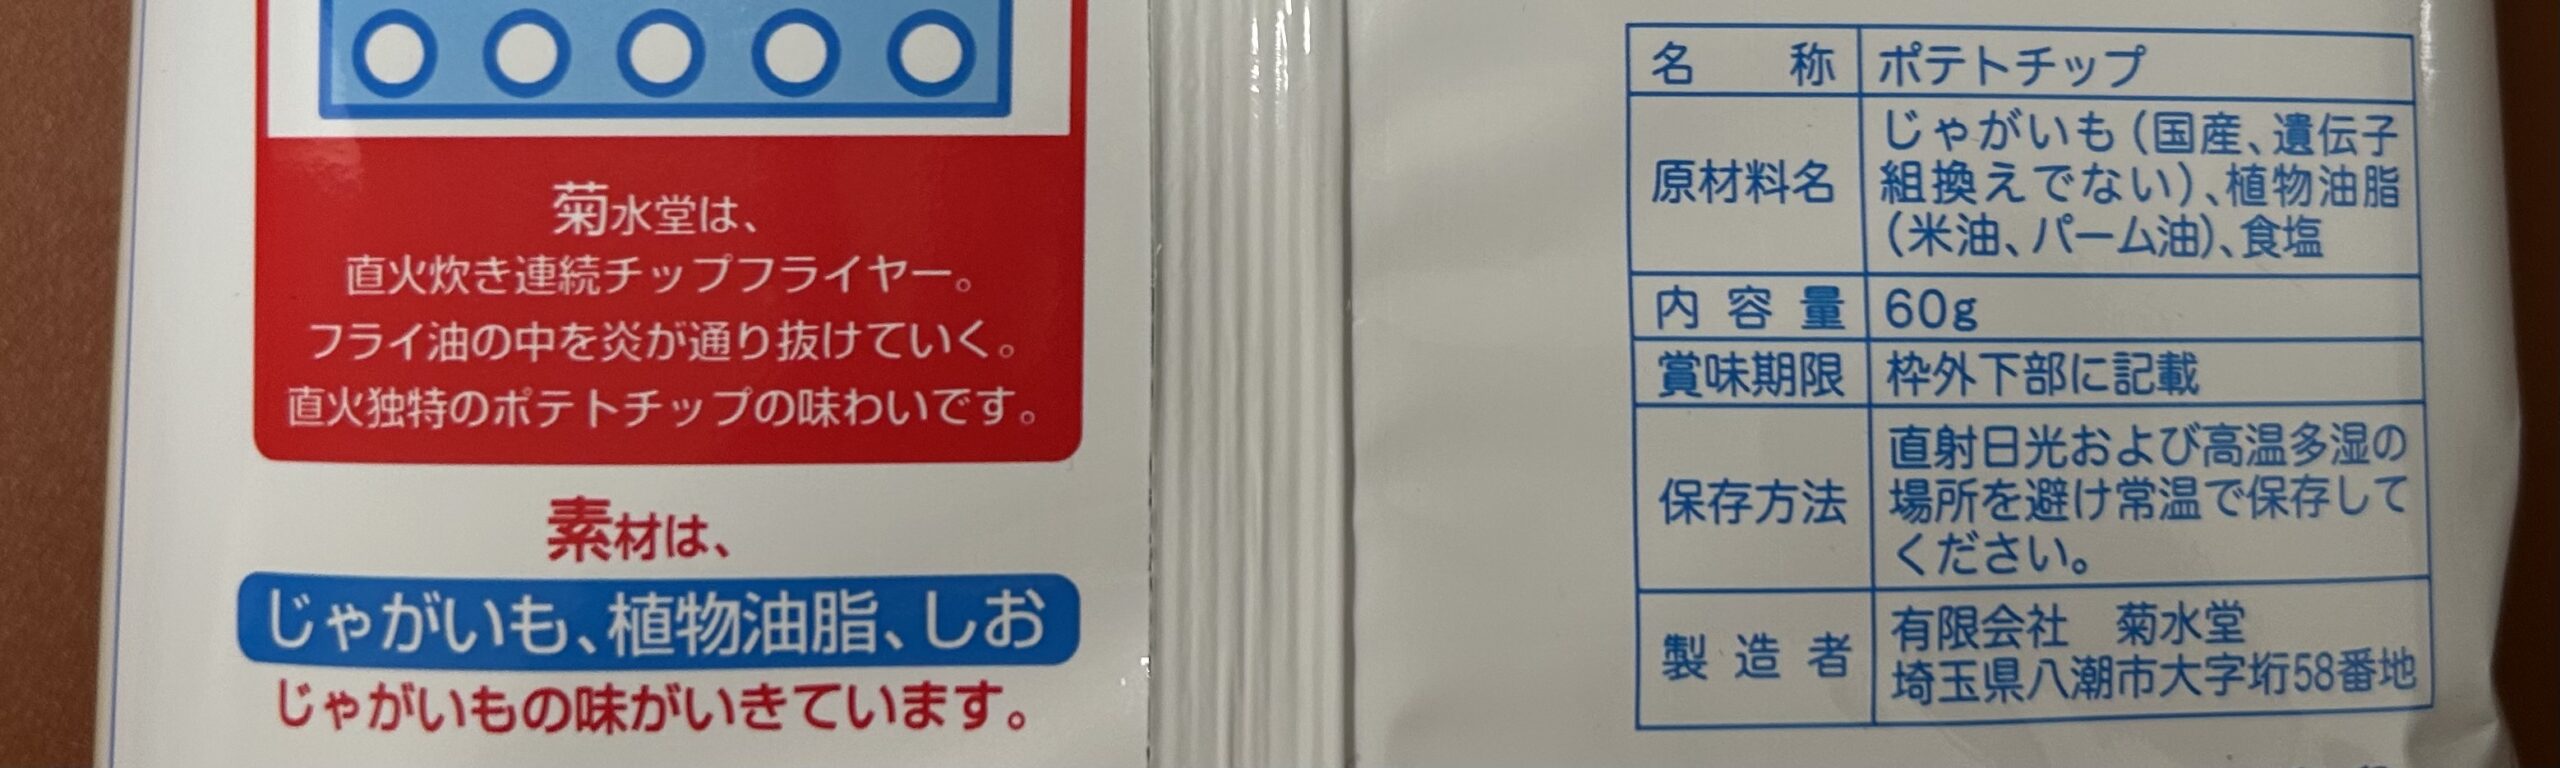 菊水堂は、
直火炊き連続チップフライヤー。
フライ油の中を炎が通り抜けていく。
直火独特のポテトチップの味わいです。
素材は、
じゃがいも、植物油脂、しお
じゃがいもの味がいきています。
名称 ポテトチップ
原材料名 じゃがいも(国産、遺伝子
組換えでない)、植物油脂
(米油、パーム油)、食塩
内容量 60g
賞味期限 枠外下部に記載
保存方法 直射日光および高温多湿の
場所を避け常温で保存して
ください。
製造者 有限会社 菊水堂
埼玉県八潮市大字垳58番地